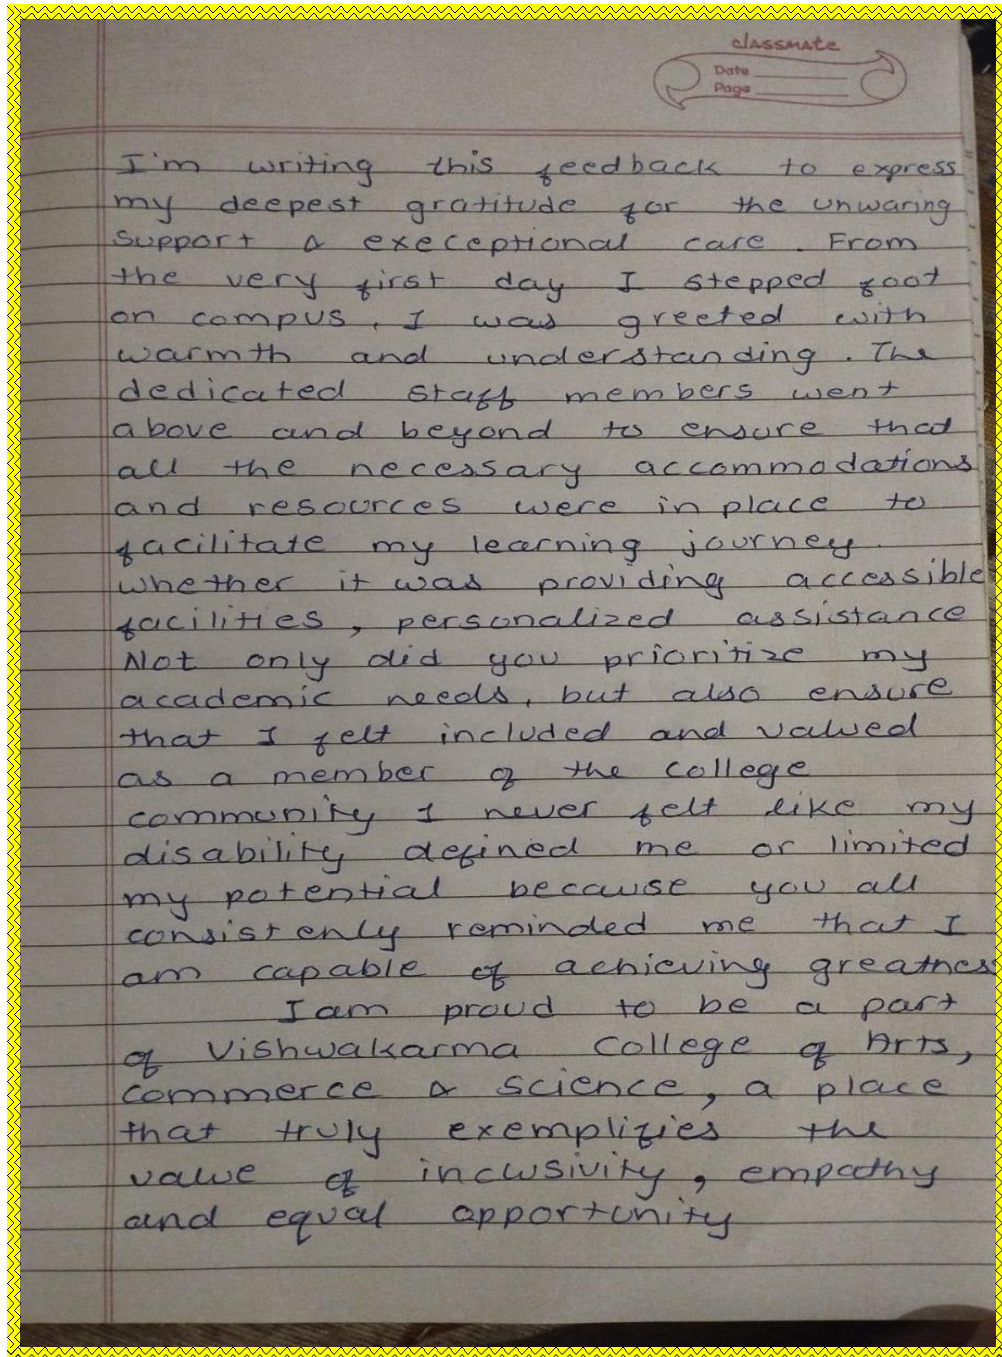 classmate
Date
Page
I'm writing this feedback to express
my deepest gratitude for the unwaring
support & execeptional care. From
the very first day I stepped foot
on campus, I was greeted with
warmth and understanding. The
dedicated staff members went
above and beyond to ensure that
all the necessary accommodations
and resources were in place to
facilitate my learning journey.
whether it was providing accessible
facilities, personalized assistance
Not only did you prioritize my
academic needs, but also ensure
that I felt included and valued
as a member of the college
community I never felt like my
disability defined me or limited
my potential because you all
consistenly reminded me that I
am capable of achieving greatness
I am proud to be a part
of Vishwakarma College of Arts,
commerce & science, a place
that truly exemplifies the
value of inclusivity, empathy
and equal opportunity